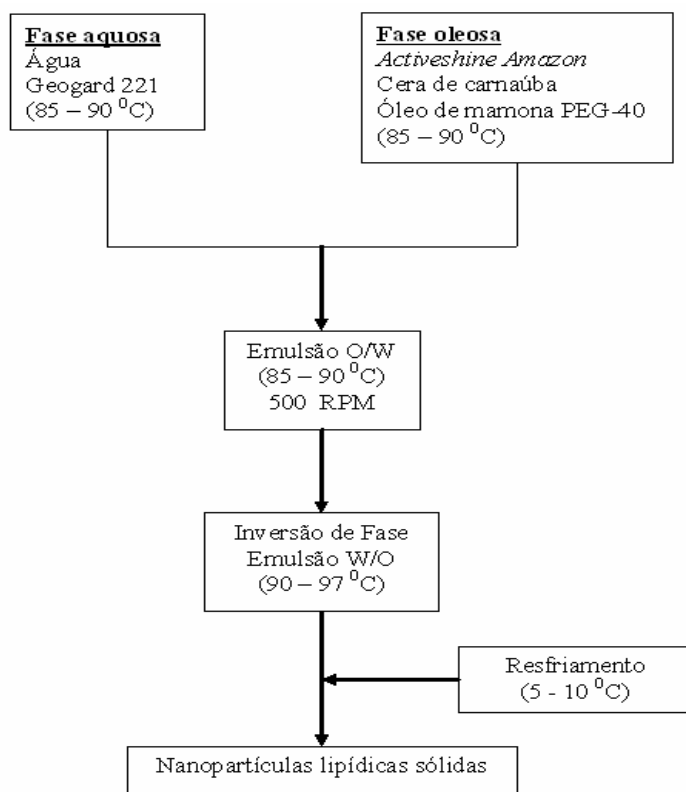 Fase aquosa
Água
Geogard 221
(85 – 90 ⁰C)
Fase oleosa
Activeshine Amazon
Cera de carnaúba
Óleo de mamona PEG-40
(85 – 90 ⁰C)
Emulsão O/W
(85 – 90 ⁰C)
500 RPM
Inversão de Fase
Emulsão W/O
(90 – 97 ⁰C)
Resfriamento
(5 - 10 ⁰C)
Nanopartículas lipídicas sólidas